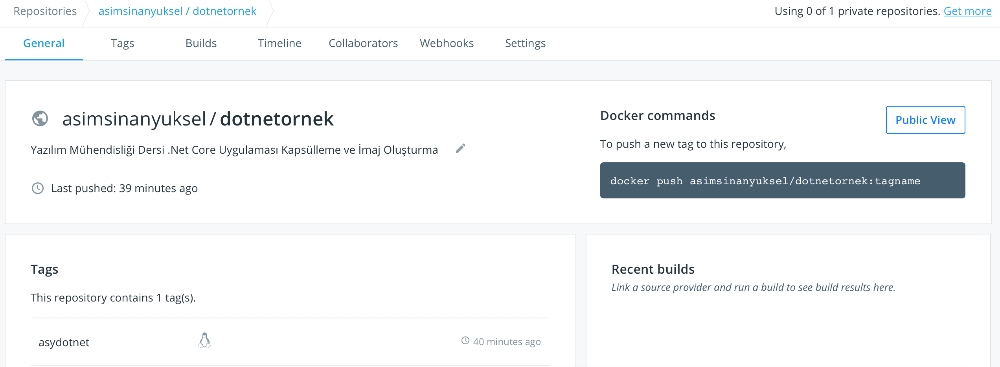 Repositories asimsinanyuksel / dotnetornek Using 0 of 1 private repositories. Get more
General Tags Builds Timeline Collaborators Webhooks Settings
asimsinanyuksel / dotnetornek
Yazılım Mühendisliği Dersi .Net Core Uygulaması Kapsülleme ve İmaj Oluşturma
Last pushed: 39 minutes ago
Docker commands
Public View
To push a new tag to this repository,
docker push asimsinanyuksel/dotnetornek:tagname
Tags
This repository contains 1 tag(s).
asydotnet 40 minutes ago
Recent builds
Link a source provider and run a build to see build results here.